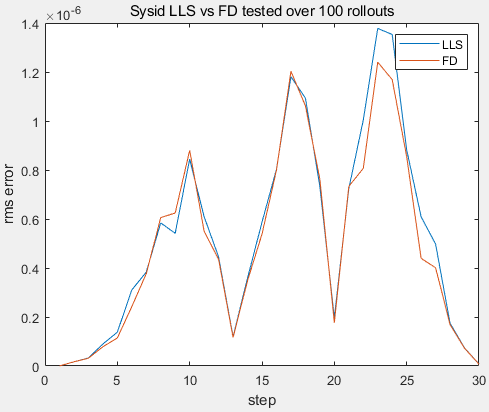 Sysid LLS vs FD tested over 100 rollouts
×10⁻⁶
1.4
1.2
1
0.8
0.6
0.4
0.2
0
rms error
LLS
FD
0 5 10 15 20 25 30
step